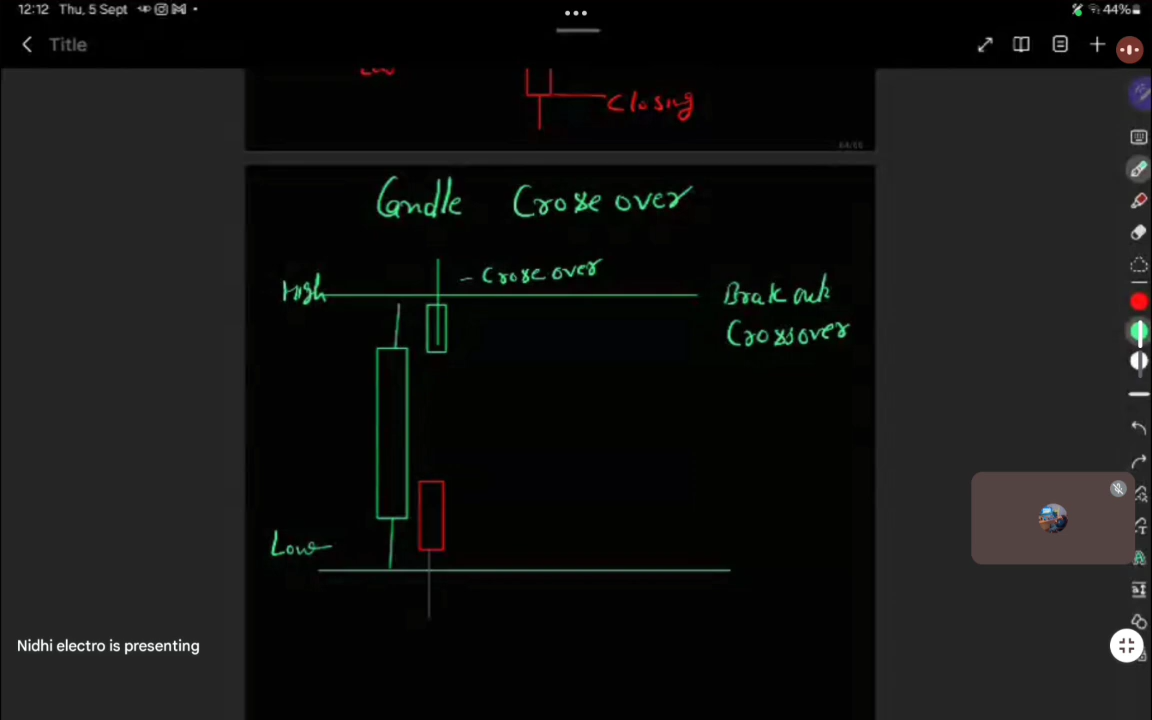 12:12 Thu, 5 Sept
44%
Title
Closing
Candle Crose over
High
- Crose over
Brak out
Crossover
Low
Nidhi electro is presenting